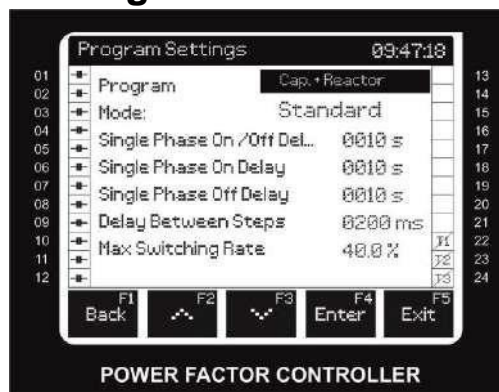 Program Settings 09:47:18
Program Cap.+Reactor
Mode: Standard
Single Phase On /Off Del... 0010 s
Single Phase On Delay 0010 s
Single Phase Off Delay 0010 s
Delay Between Steps 0200 ms
Max Switching Rate 40.0 %
01
02
03
04
05
06
07
08
09
10
11
12
13
14
15
16
17
18
19
20
21
22
23
24
T1
T2
T3
F1 F2 F3 F4 F5
Back Enter Exit
POWER FACTOR CONTROLLER